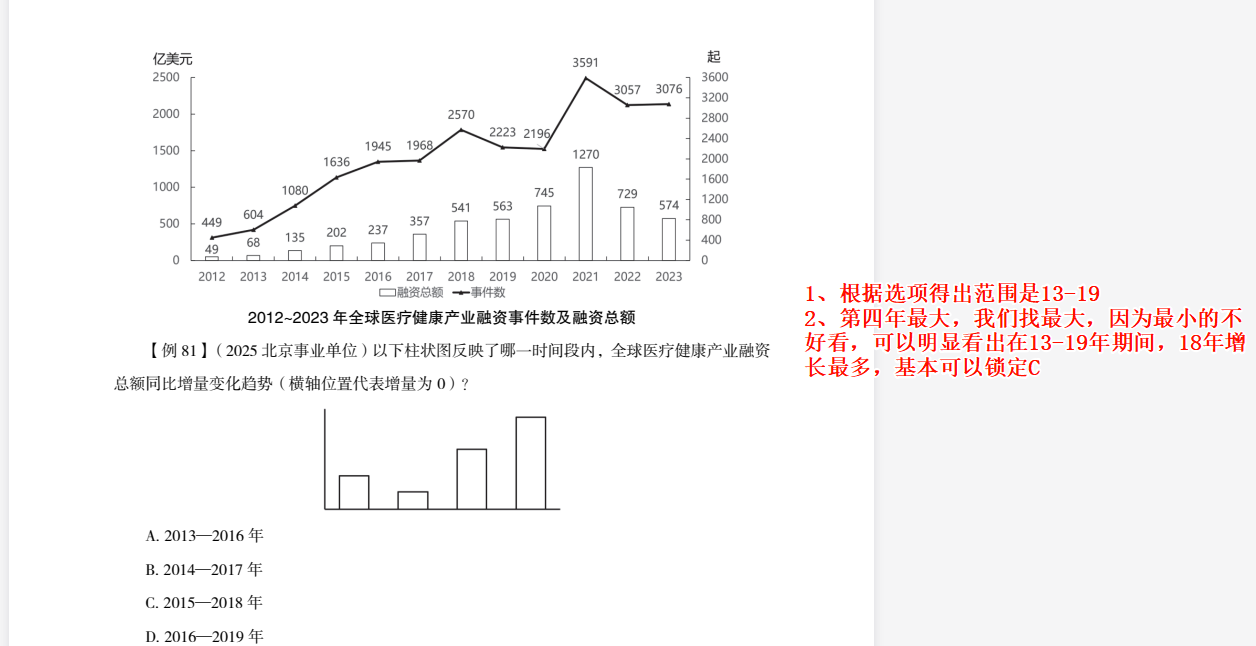 亿美元
起
2500
2000
1500
1000
500
0
3600
3200
2800
2400
2000
1600
1200
800
400
0
449
604
1080
1636
1945
1968
2570
2223
2196
3591
3057
3076
49
68
135
202
237
357
541
563
745
1270
729
574
2012 2013 2014 2015 2016 2017 2018 2019 2020 2021 2022 2023
融资总额 事件数
2012~2023 年全球医疗健康产业融资事件数及融资总额
【例 81】(2025 北京事业单位)以下柱状图反映了哪一时间段内,全球医疗健康产业融资
总额同比增量变化趋势(横轴位置代表增量为 0)?
A. 2013—2016 年
B. 2014—2017 年
C. 2015—2018 年
D. 2016—2019 年
1、根据选项得出范围是13-19
2、第四年最大，我们找最大，因为最小的不
好看，可以明显看出在13-19年期间，18年增
长最多，基本可以锁定C